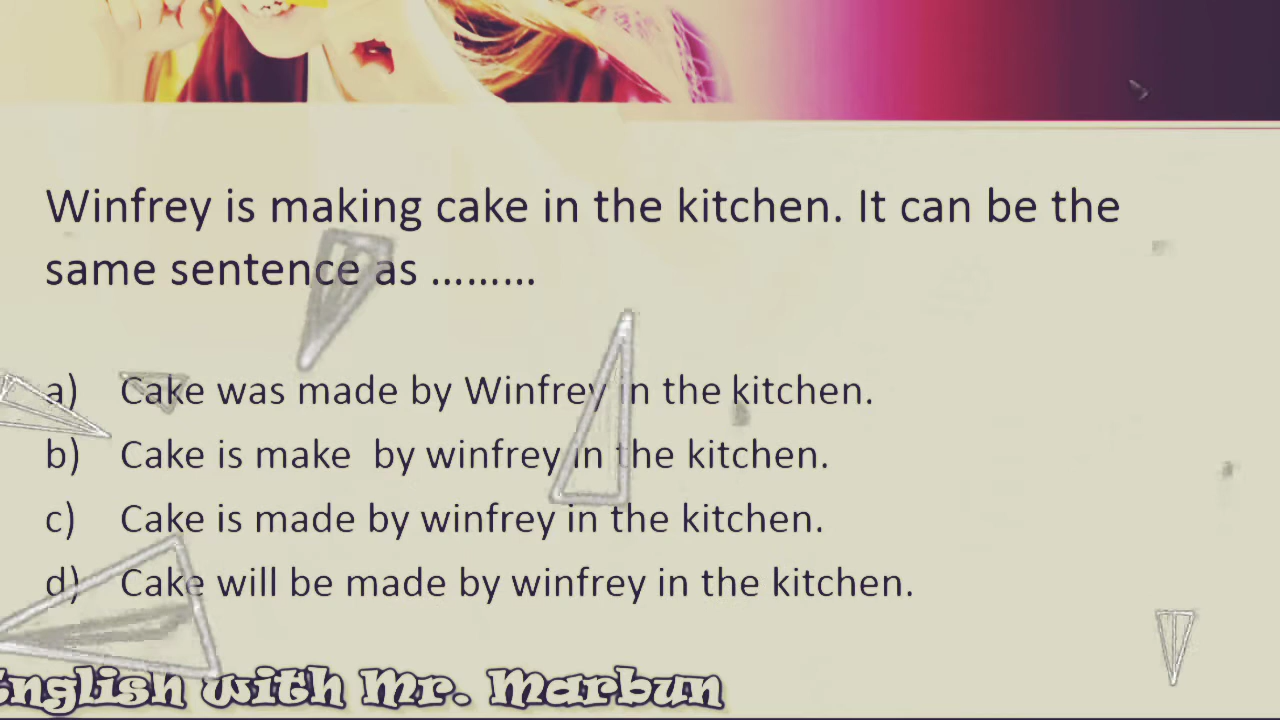 Winfrey is making cake in the kitchen. It can be the
same sentence as .........
a) Cake was made by Winfrey in the kitchen.
b) Cake is make by winfrey in the kitchen.
c) Cake is made by winfrey in the kitchen.
d) Cake will be made by winfrey in the kitchen.
English with Mr. Marbun